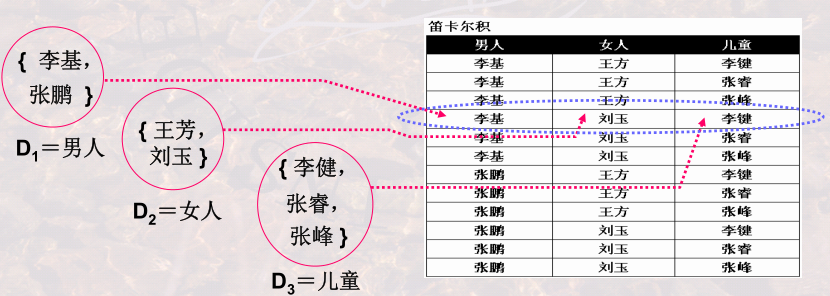 { 李基，
张鹏 }
D1＝男人
{ 王芳，
刘玉 }
D2＝女人
{ 李健，
张睿，
张峰 }
D3＝儿童
笛卡尔积
男人 女人 儿童
李基 王方 李键
李基 王方 张睿
李基 王方 张峰
李基 刘玉 李键
李基 刘玉 张睿
李基 刘玉 张峰
张鹏 王方 李键
张鹏 王方 张睿
张鹏 王方 张峰
张鹏 刘玉 李键
张鹏 刘玉 张睿
张鹏 刘玉 张峰